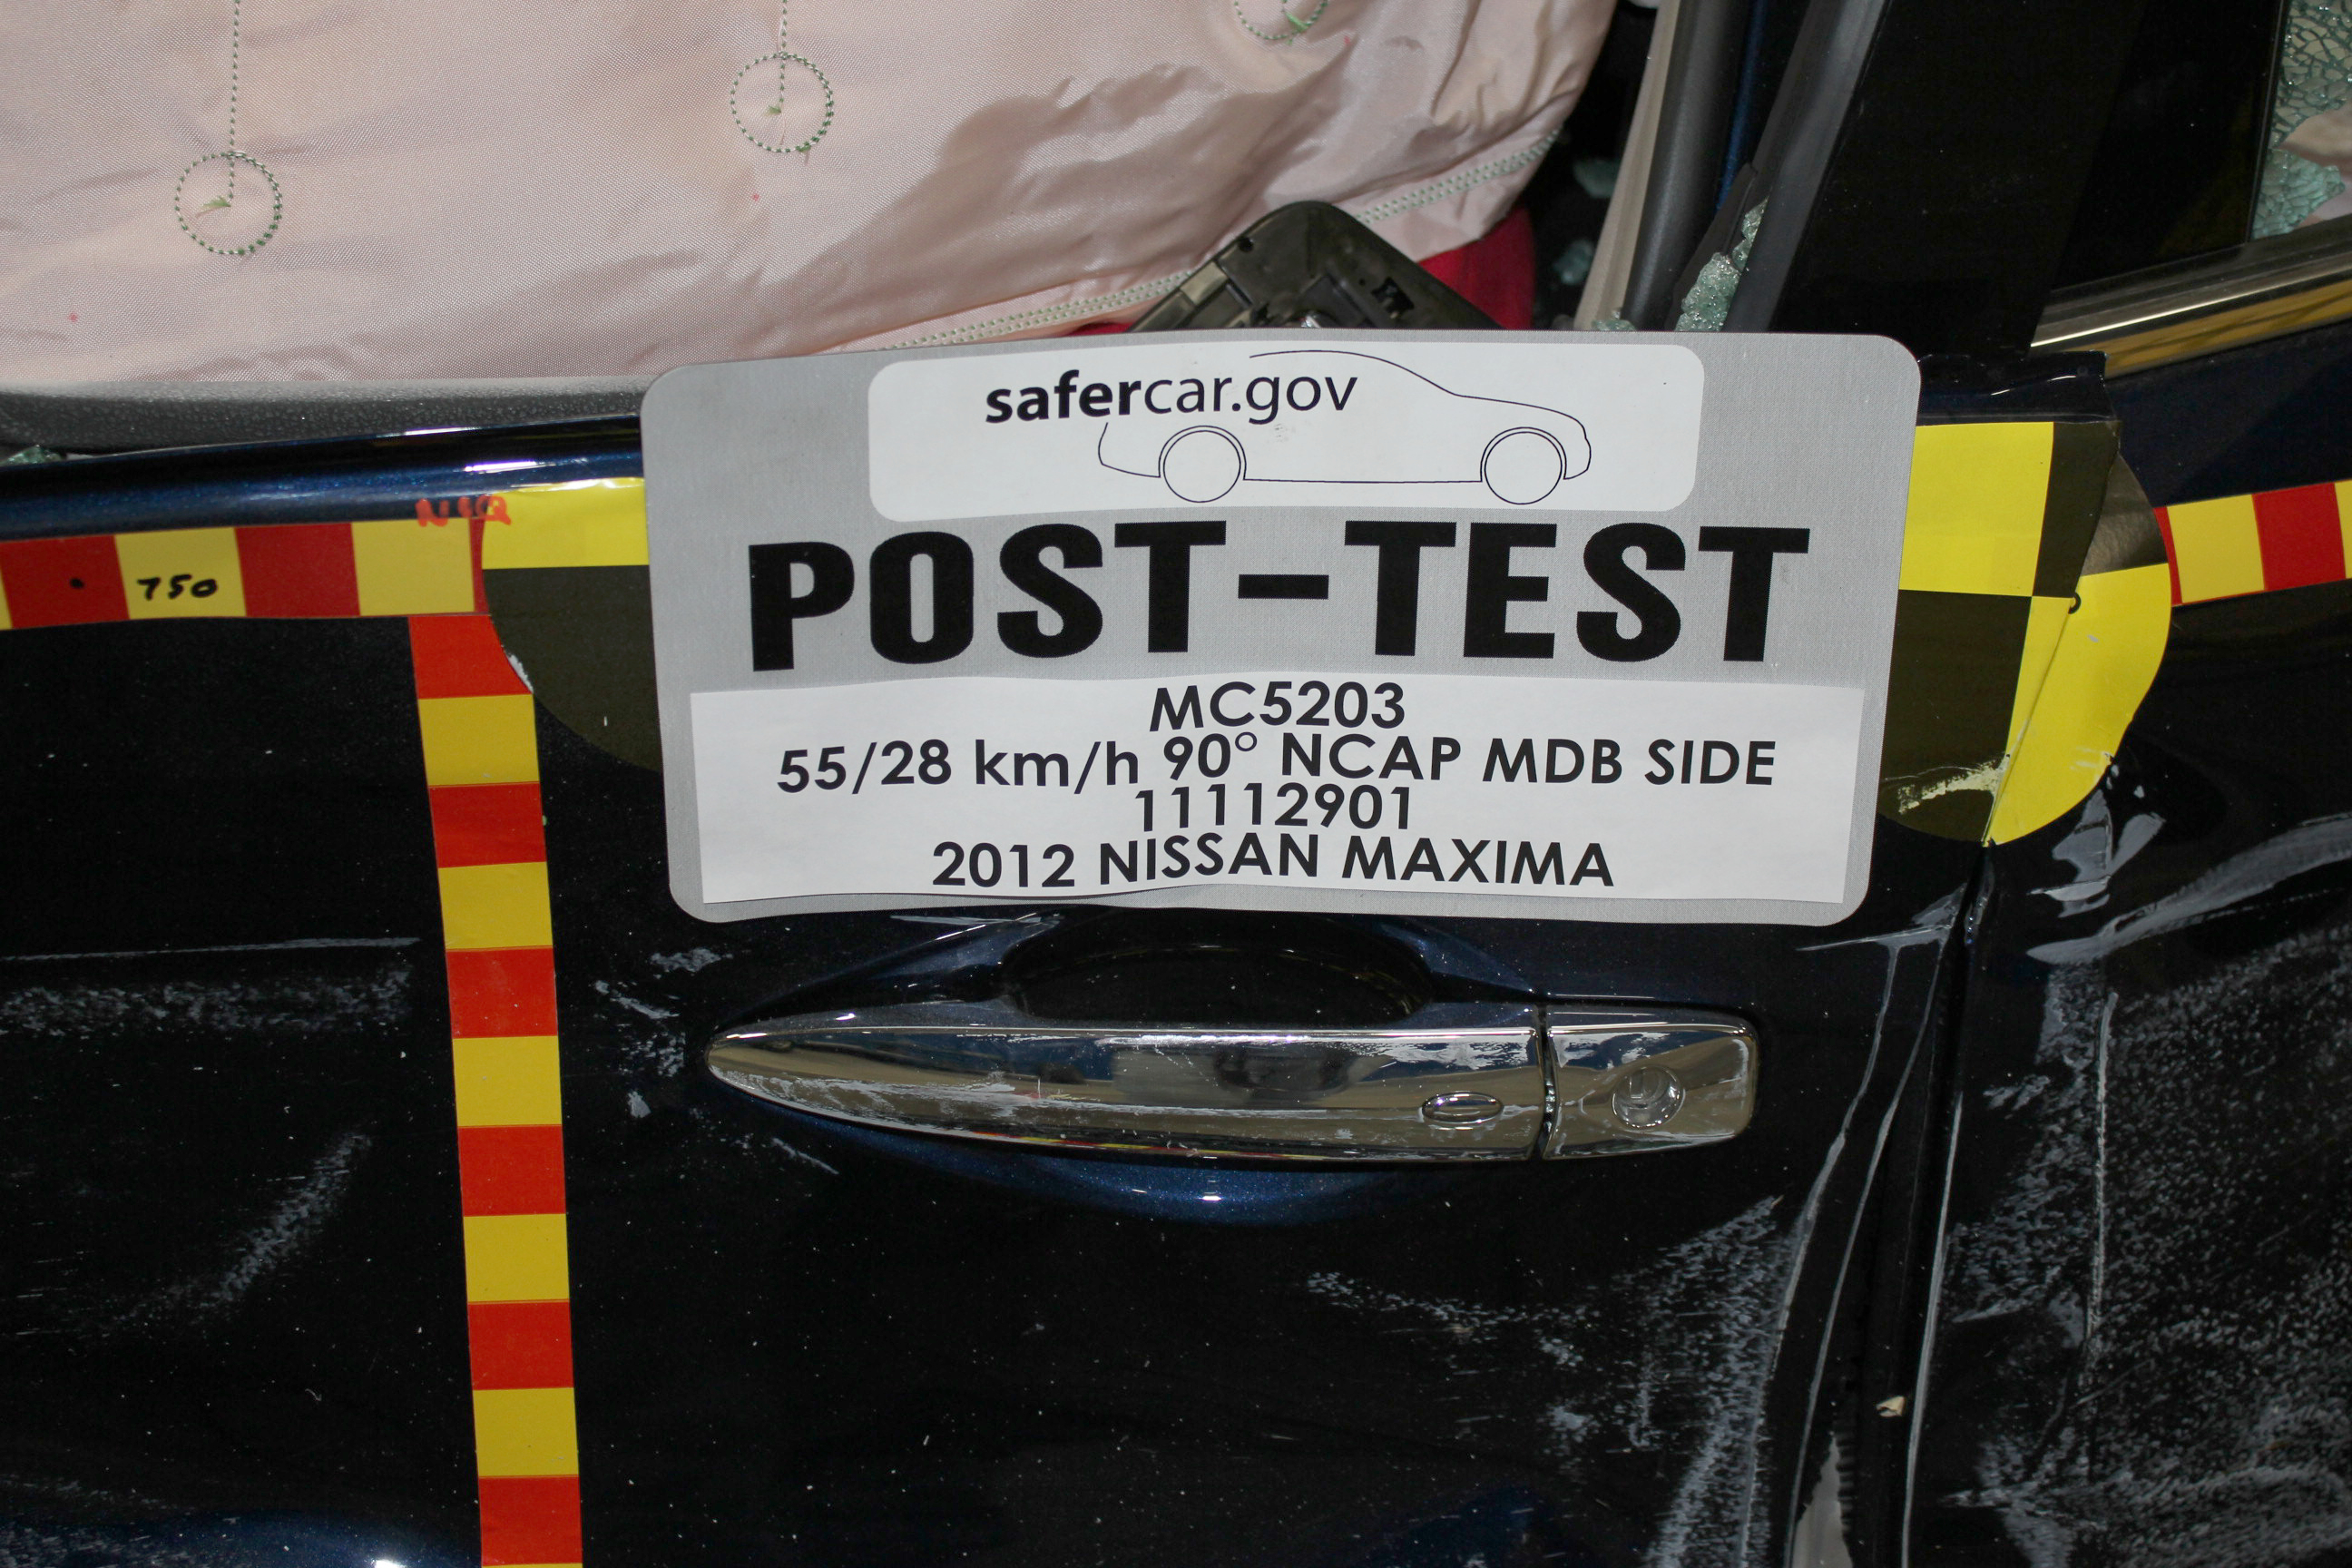 safercar.gov
POST-TEST
MC5203
55/28 km/h 90° NCAP MDB SIDE
11112901
2012 NISSAN MAXIMA
750